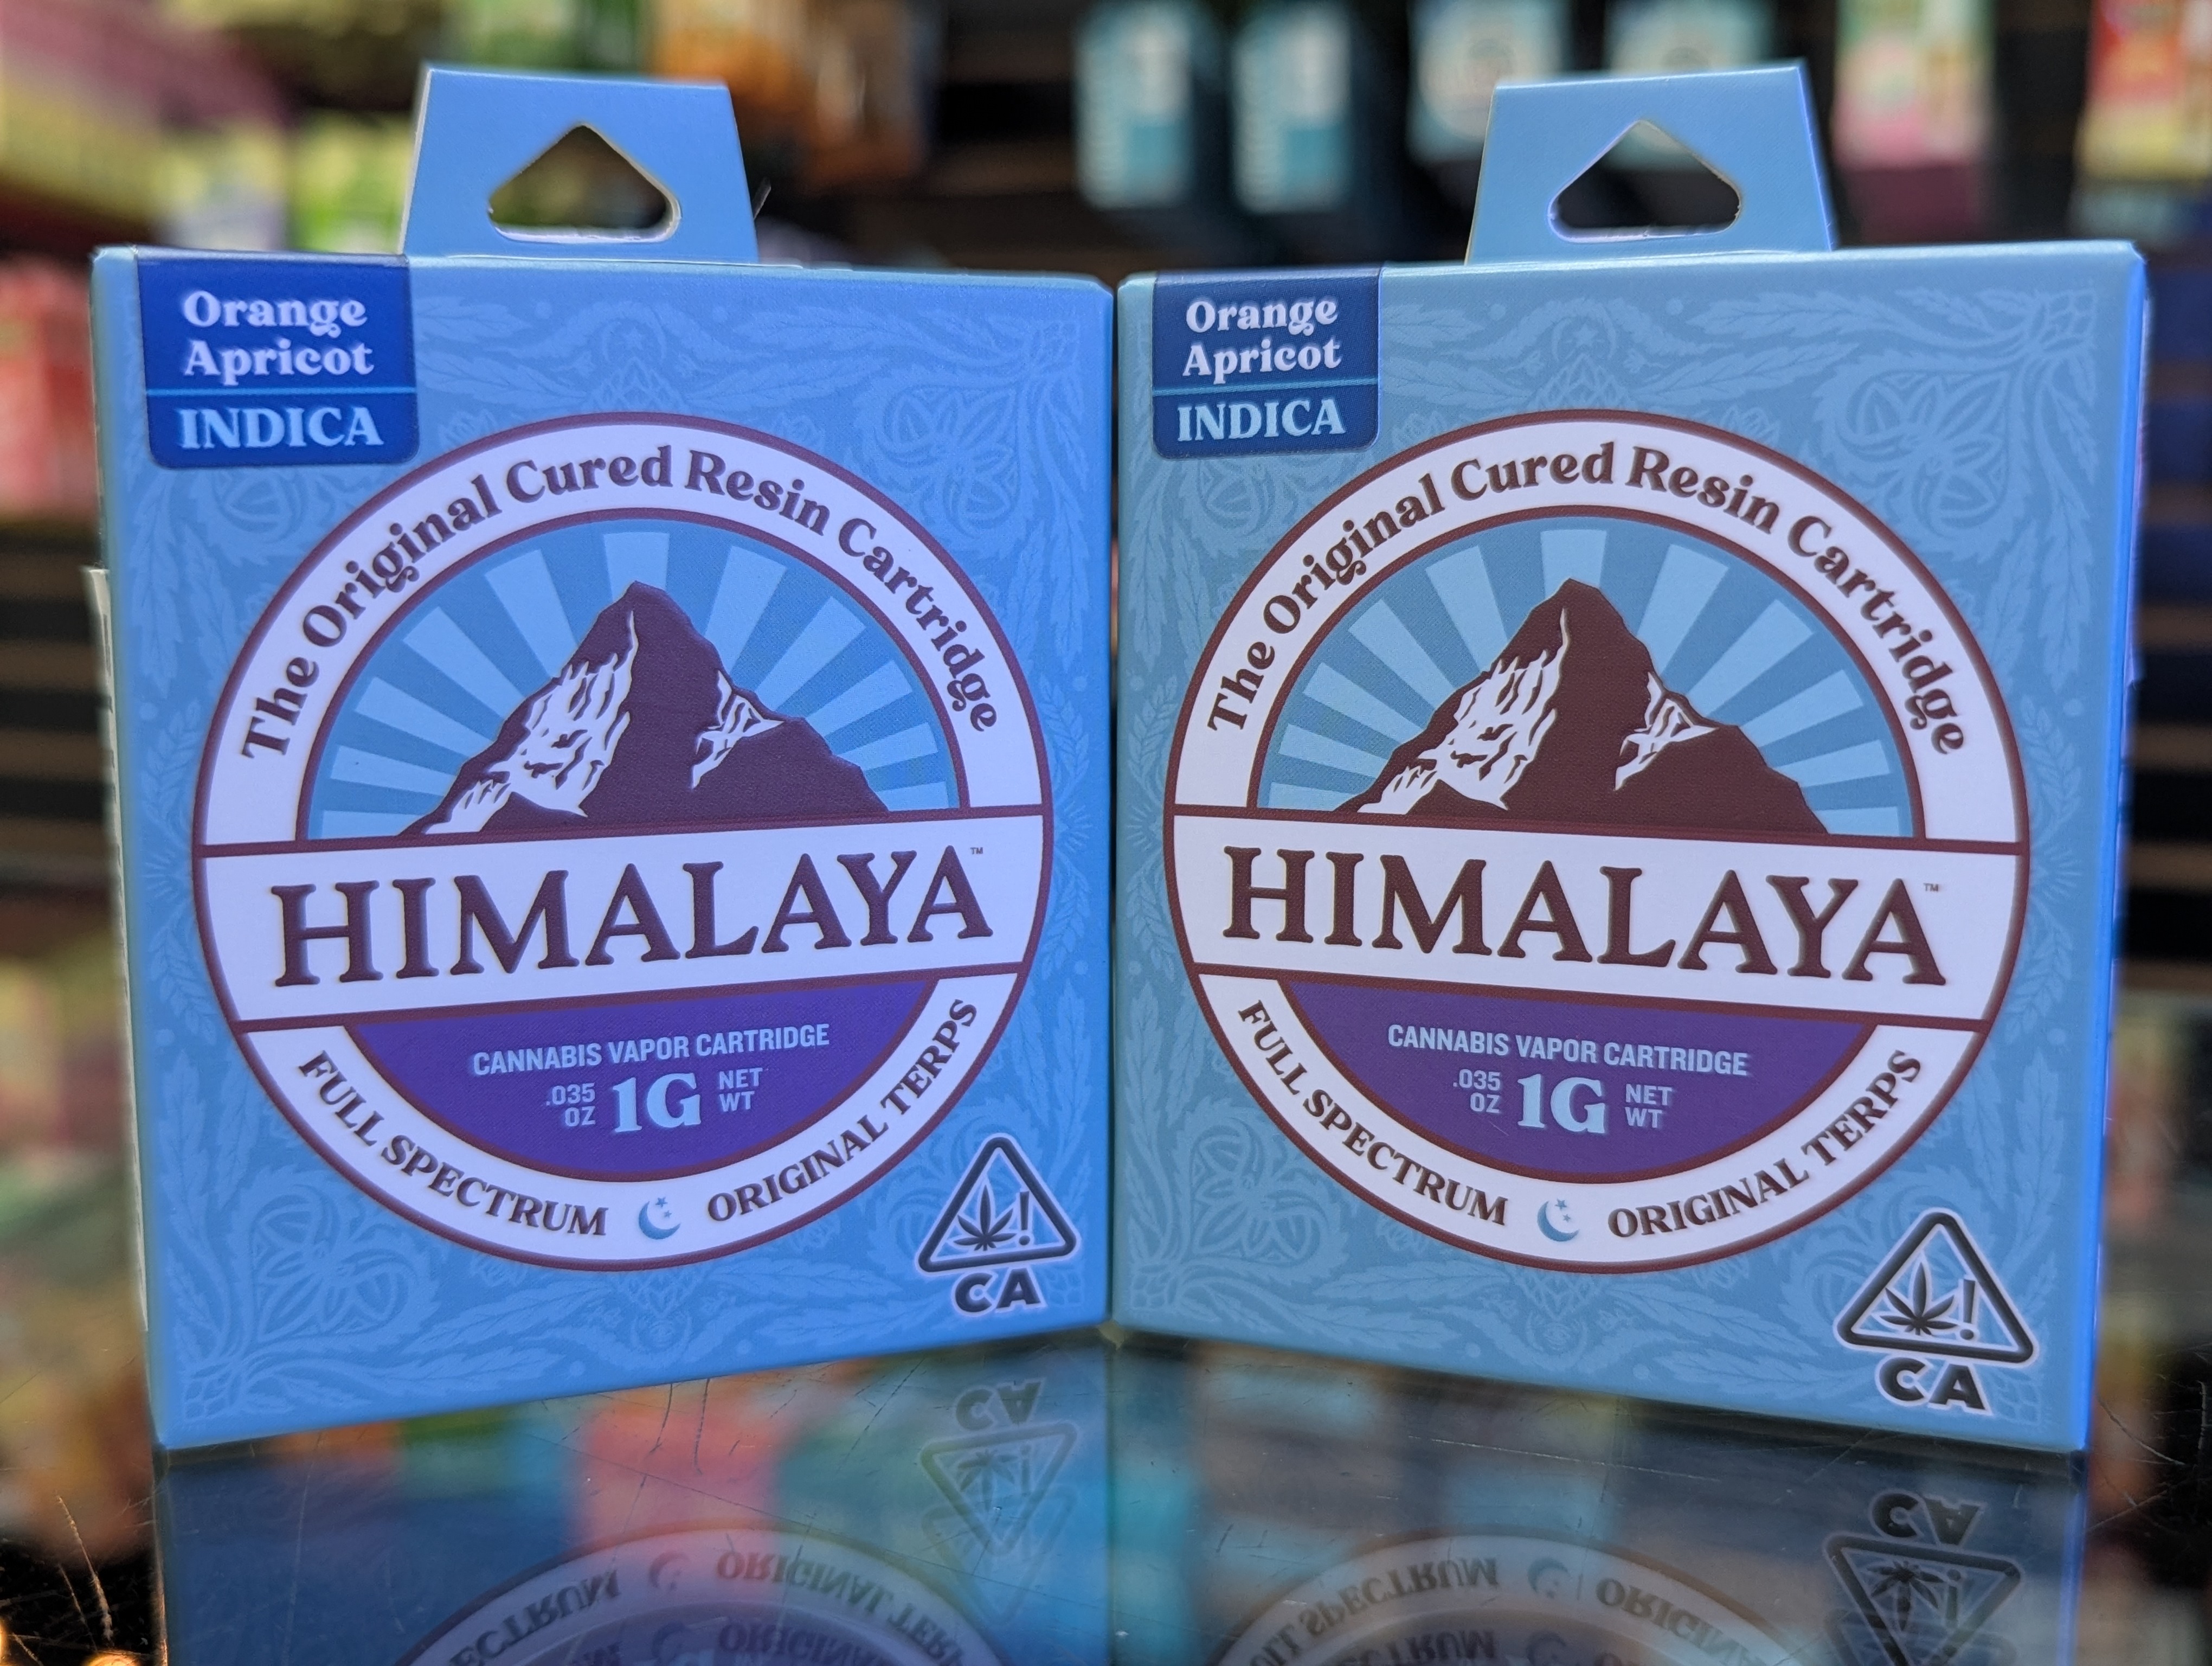 Orange
Apricot
INDICA
The Original Cured Resin Cartridge
HIMALAYA™
CANNABIS VAPOR CARTRIDGE
.035 OZ 1G NET WT
FULL SPECTRUM ORIGINAL TERPS
CA
Orange
Apricot
INDICA
The Original Cured Resin Cartridge
HIMALAYA™
CANNABIS VAPOR CARTRIDGE
.035 OZ 1G NET WT
FULL SPECTRUM ORIGINAL TERPS
CA